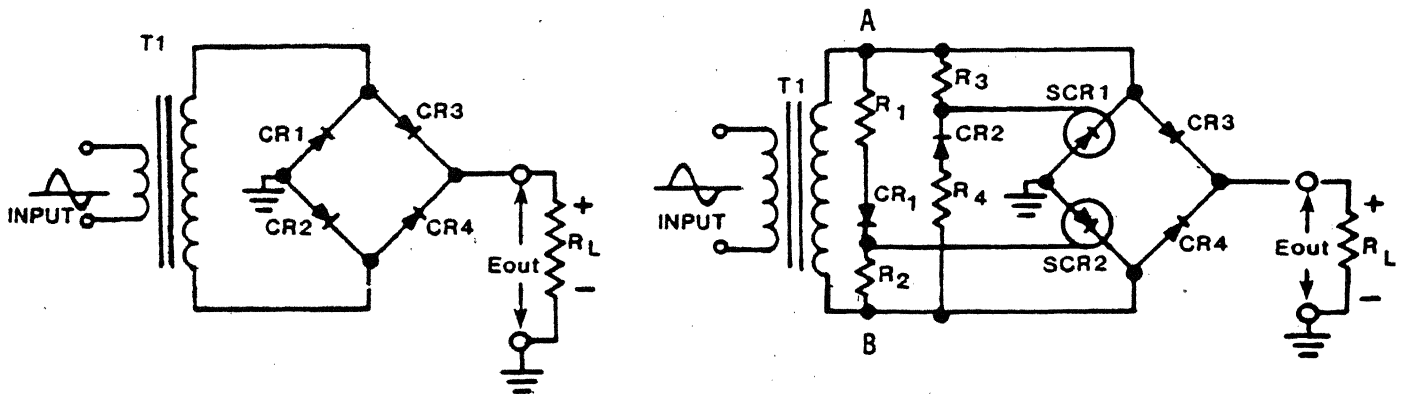 T1
CR1
CR3
INPUT
CR2
CR4
Eout
+
R L
−
A
T1
R3
SCR1
R1
CR2
CR3
INPUT
CR1
R4
SCR2
CR4
R2
Eout
+
R L
−
B